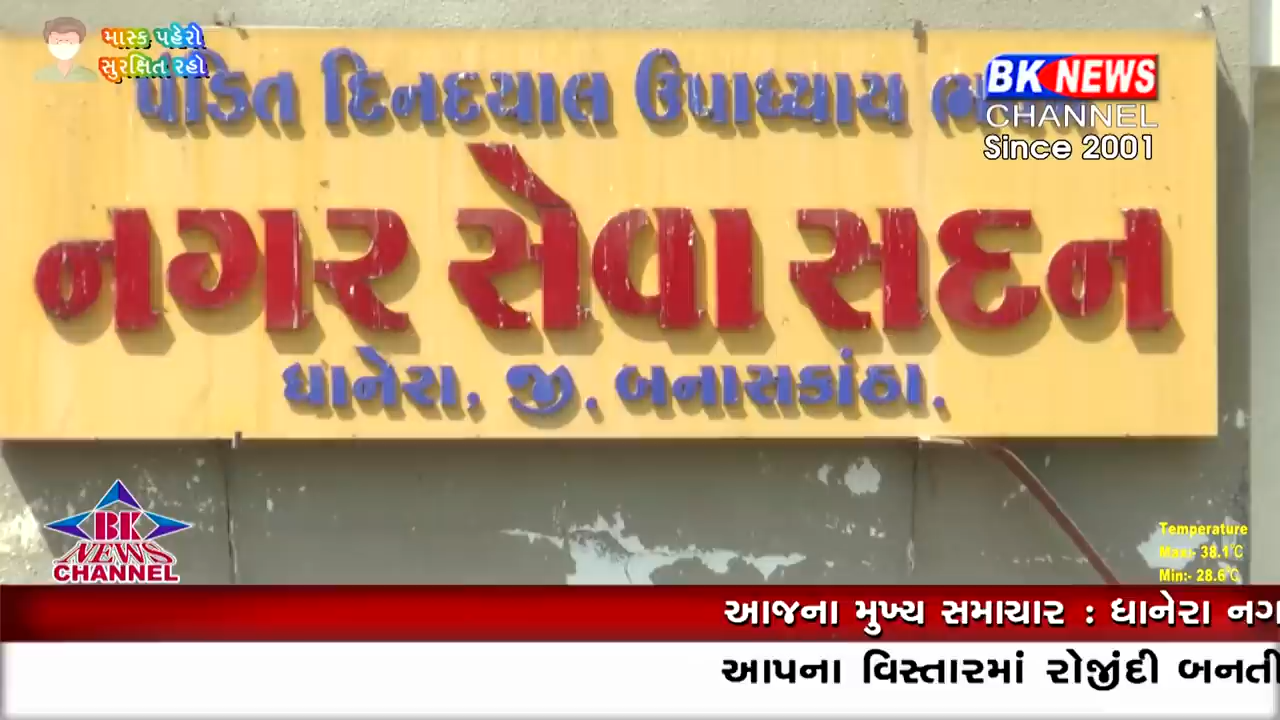 માસ્ક પહેરો
સુરક્ષિત રહો
પંડિત દિનદયાલ ઉપાધ્યાય
BK NEWS
CHANNEL
Since 2001
નગર સેવા સદન
ધાનેરા. જી. બનાસકાંઠા.
BK
NEWS
CHANNEL
Temperature
Max:- 38.1℃
Min:- 28.6℃
આજના મુખ્ય સમાચાર : ધાનેરા નગ
આપના વિસ્તારમાં રોજીંદી બનતી